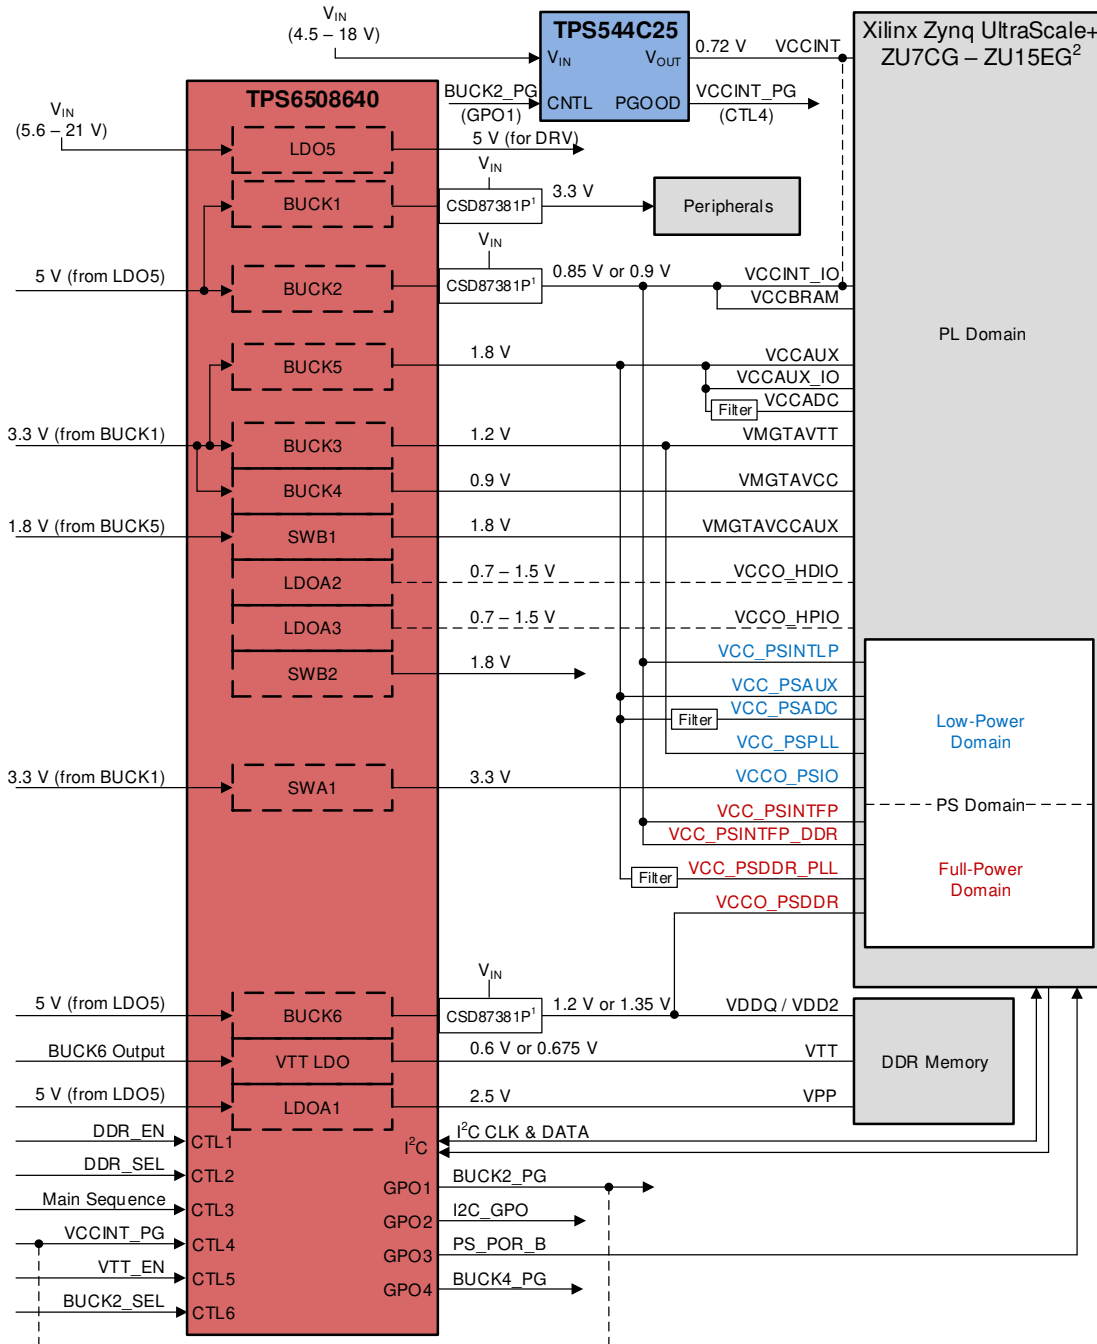 V_IN
(4.5 – 18 V)
TPS544C25
V_IN
V_OUT
CNTL
PGOOD
0.72 V
VCCINT
BUCK2_PG
(GPO1)
VCCINT_PG
(CTL4)
Xilinx Zynq UltraScale+
ZU7CG – ZU15EG²
TPS6508640
V_IN
(5.6 – 21 V)
LDO5
5 V (for DRV)
V_IN
BUCK1
CSD87381P¹
3.3 V
Peripherals
V_IN
5 V (from LDO5)
BUCK2
CSD87381P¹
0.85 V or 0.9 V
VCCINT_IO
VCCBRAM
PL Domain
BUCK5
1.8 V
VCCAUX
VCCAUX_IO
Filter
VCCADC
3.3 V (from BUCK1)
BUCK3
1.2 V
VMGTAVTT
BUCK4
0.9 V
VMGTAVCC
1.8 V (from BUCK5)
SWB1
1.8 V
VMGTAVCCAUX
LDOA2
0.7 – 1.5 V
VCCO_HDIO
LDOA3
0.7 – 1.5 V
VCCO_HPIO
SWB2
1.8 V
VCC_PSINTLP
VCC_PSAUX
Filter
VCC_PSADC
VCC_PSPLL
Low-Power
Domain
3.3 V (from BUCK1)
SWA1
3.3 V
VCCO_PSIO
PS Domain
VCC_PSINTFP
VCC_PSINTFP_DDR
Filter
VCC_PSDDR_PLL
VCCO_PSDDR
Full-Power
Domain
V_IN
5 V (from LDO5)
BUCK6
CSD87381P¹
1.2 V or 1.35 V
VDDQ / VDD2
BUCK6 Output
VTT LDO
0.6 V or 0.675 V
VTT
DDR Memory
5 V (from LDO5)
LDOA1
2.5 V
VPP
DDR_EN
CTL1
I²C
I²C CLK & DATA
DDR_SEL
CTL2
GPO1
BUCK2_PG
Main Sequence
CTL3
GPO2
I2C_GPO
VCCINT_PG
CTL4
GPO3
PS_POR_B
VTT_EN
CTL5
GPO4
BUCK4_PG
BUCK2_SEL
CTL6